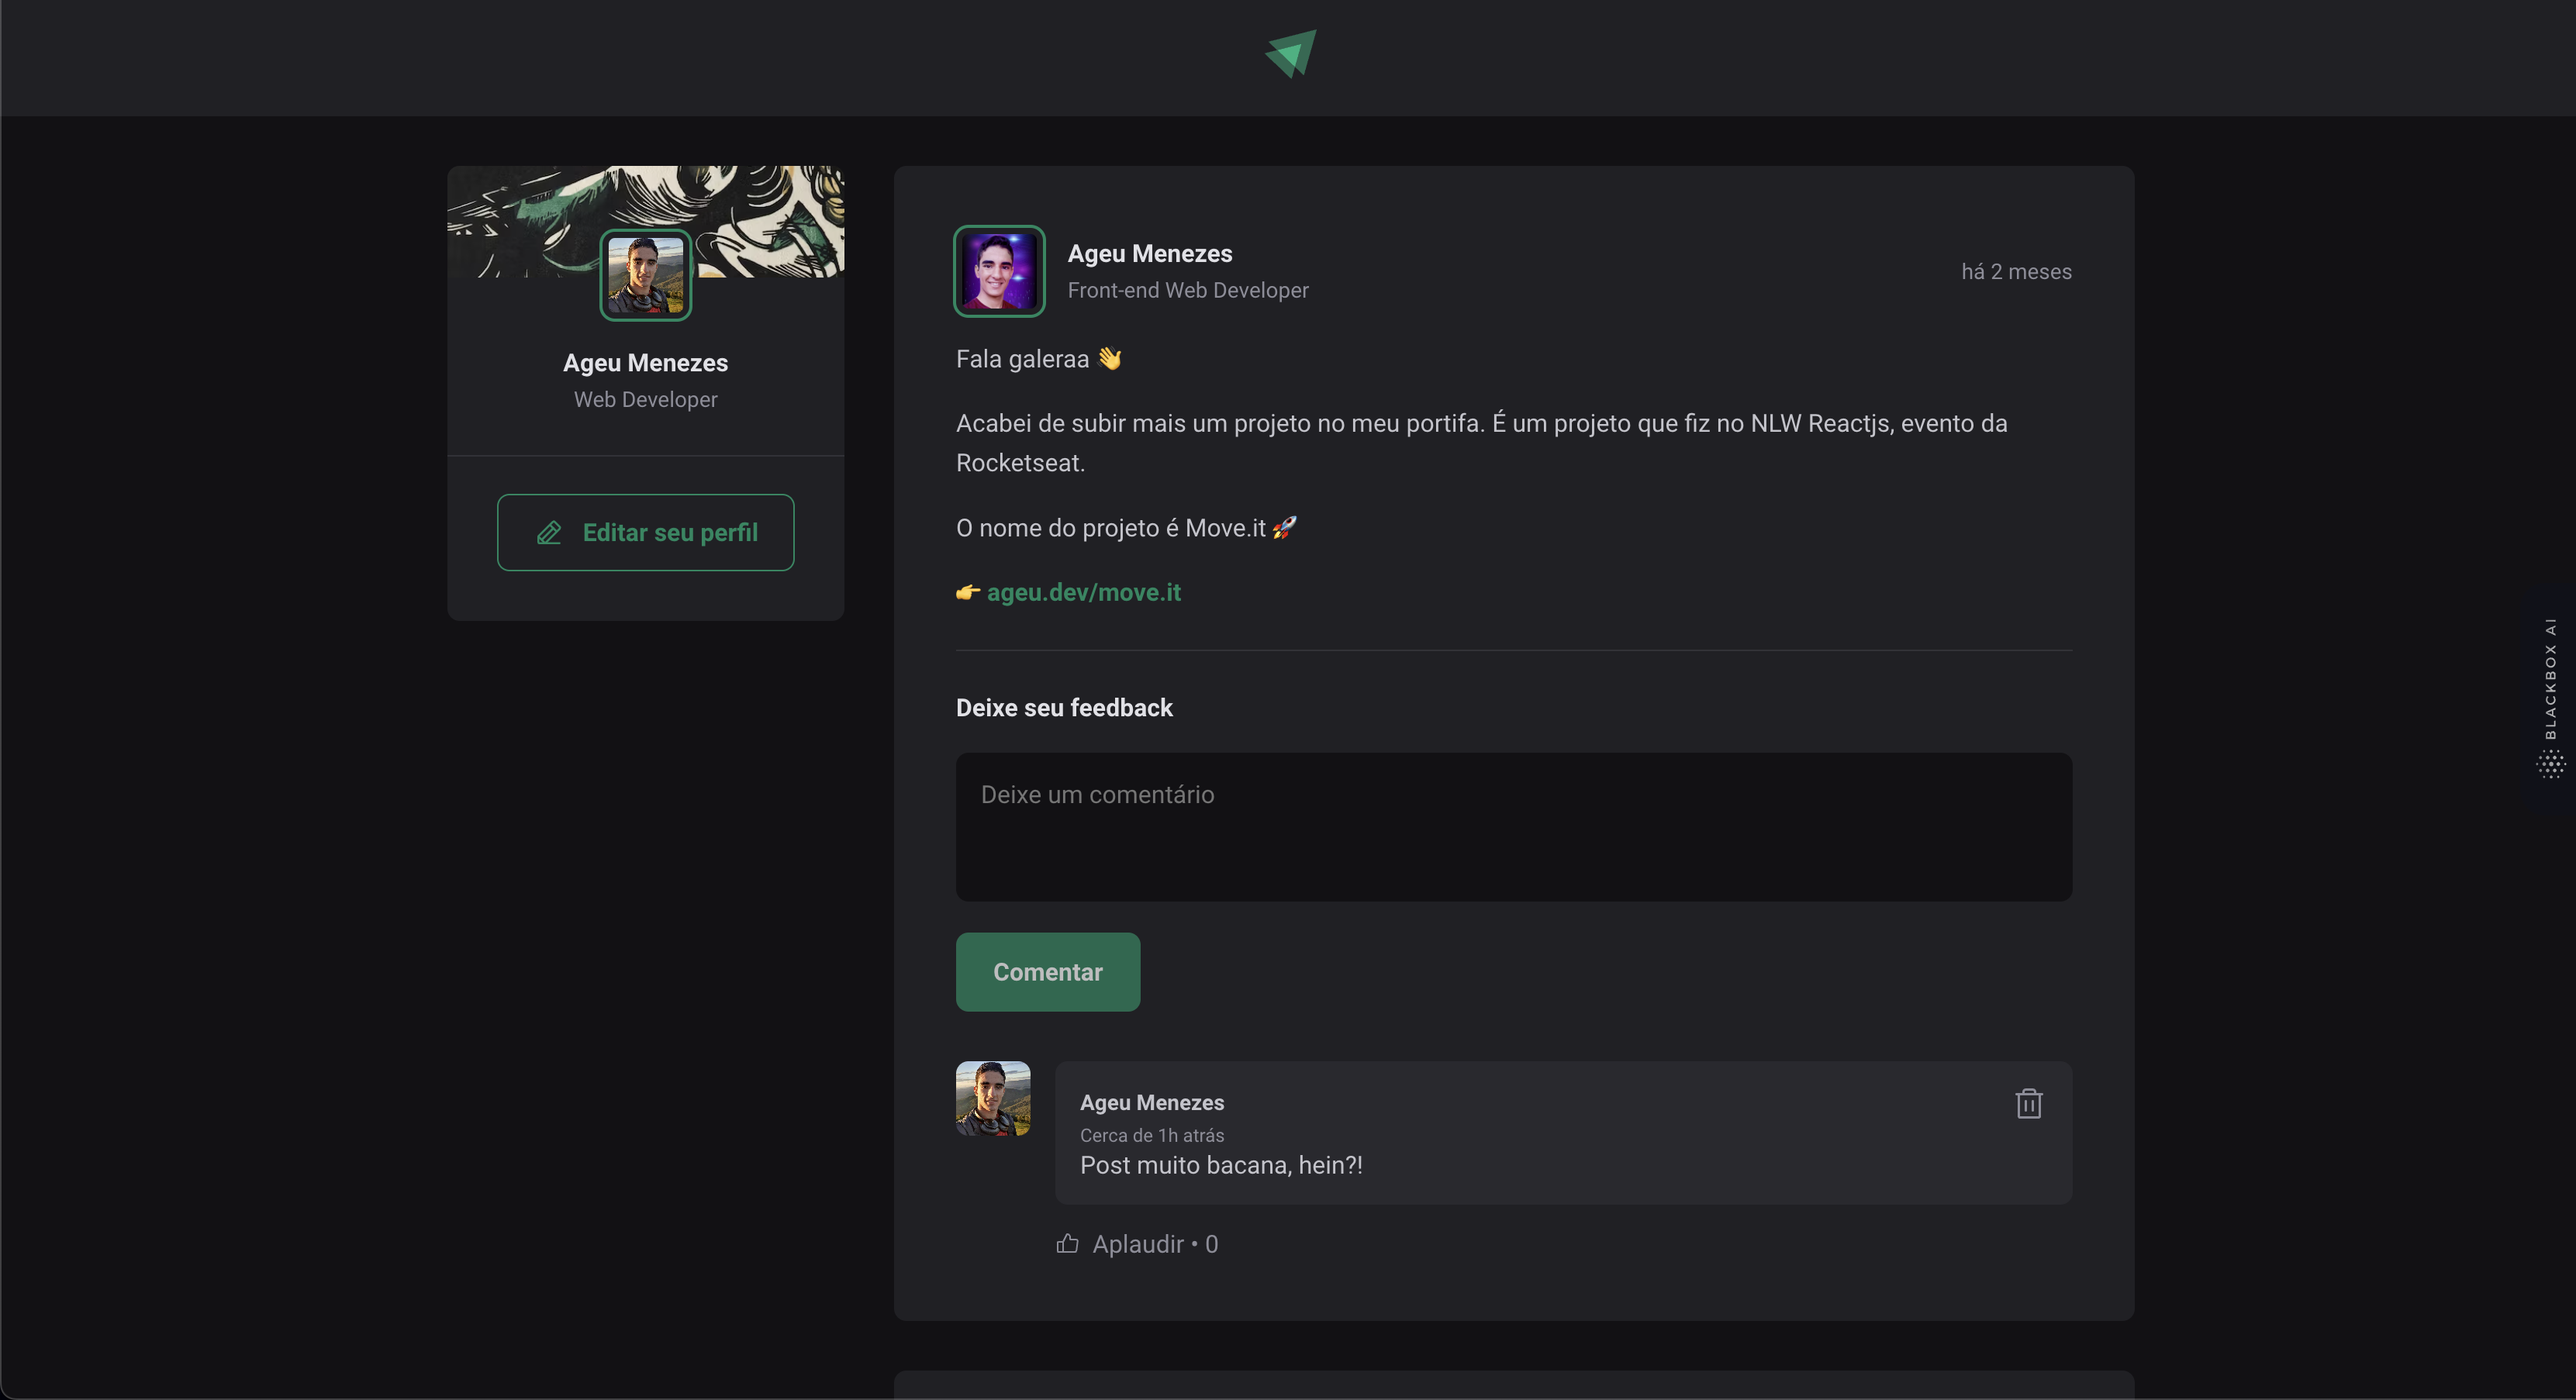 Ageu Menezes
Web Developer
Editar seu perfil
Ageu Menezes
Front-end Web Developer
há 2 meses
Fala galeraa 👋
Acabei de subir mais um projeto no meu portifa. É um projeto que fiz no NLW Reactjs, evento da
Rocketseat.
O nome do projeto é Move.it 🚀
👉 ageu.dev/move.it
Deixe seu feedback
Deixe um comentário
Comentar
Ageu Menezes
Cerca de 1h atrás
Post muito bacana, hein?!
Aplaudir • 0
BLACKBOX AI